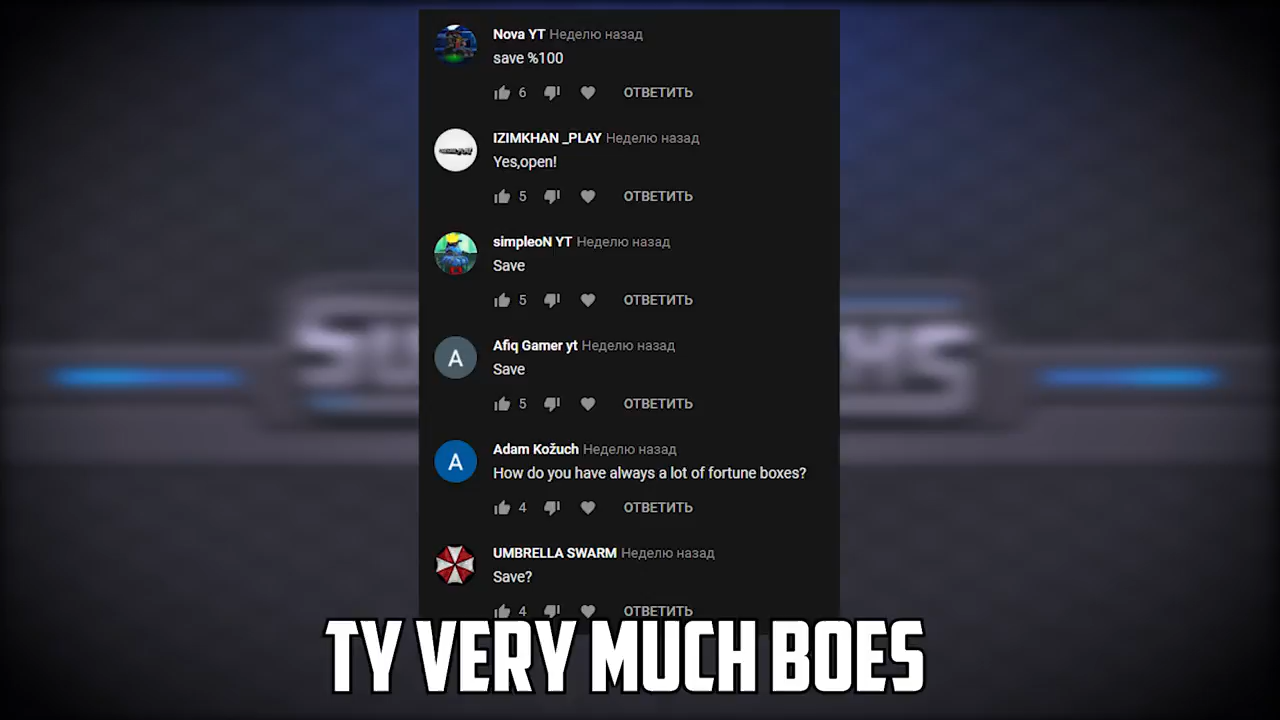 Nova YT Неделю назад
save %100
6 ОТВЕТИТЬ
IZIMKHAN _PLAY Неделю назад
Yes,open!
5 ОТВЕТИТЬ
simpleoN YT Неделю назад
Save
5 ОТВЕТИТЬ
A
Afiq Gamer yt Неделю назад
Save
5 ОТВЕТИТЬ
A
Adam Kožuch Неделю назад
How do you have always a lot of fortune boxes?
4 ОТВЕТИТЬ
UMBRELLA SWARM Неделю назад
Save?
4 ОТВЕТИТЬ
TY VERY MUCH BOES